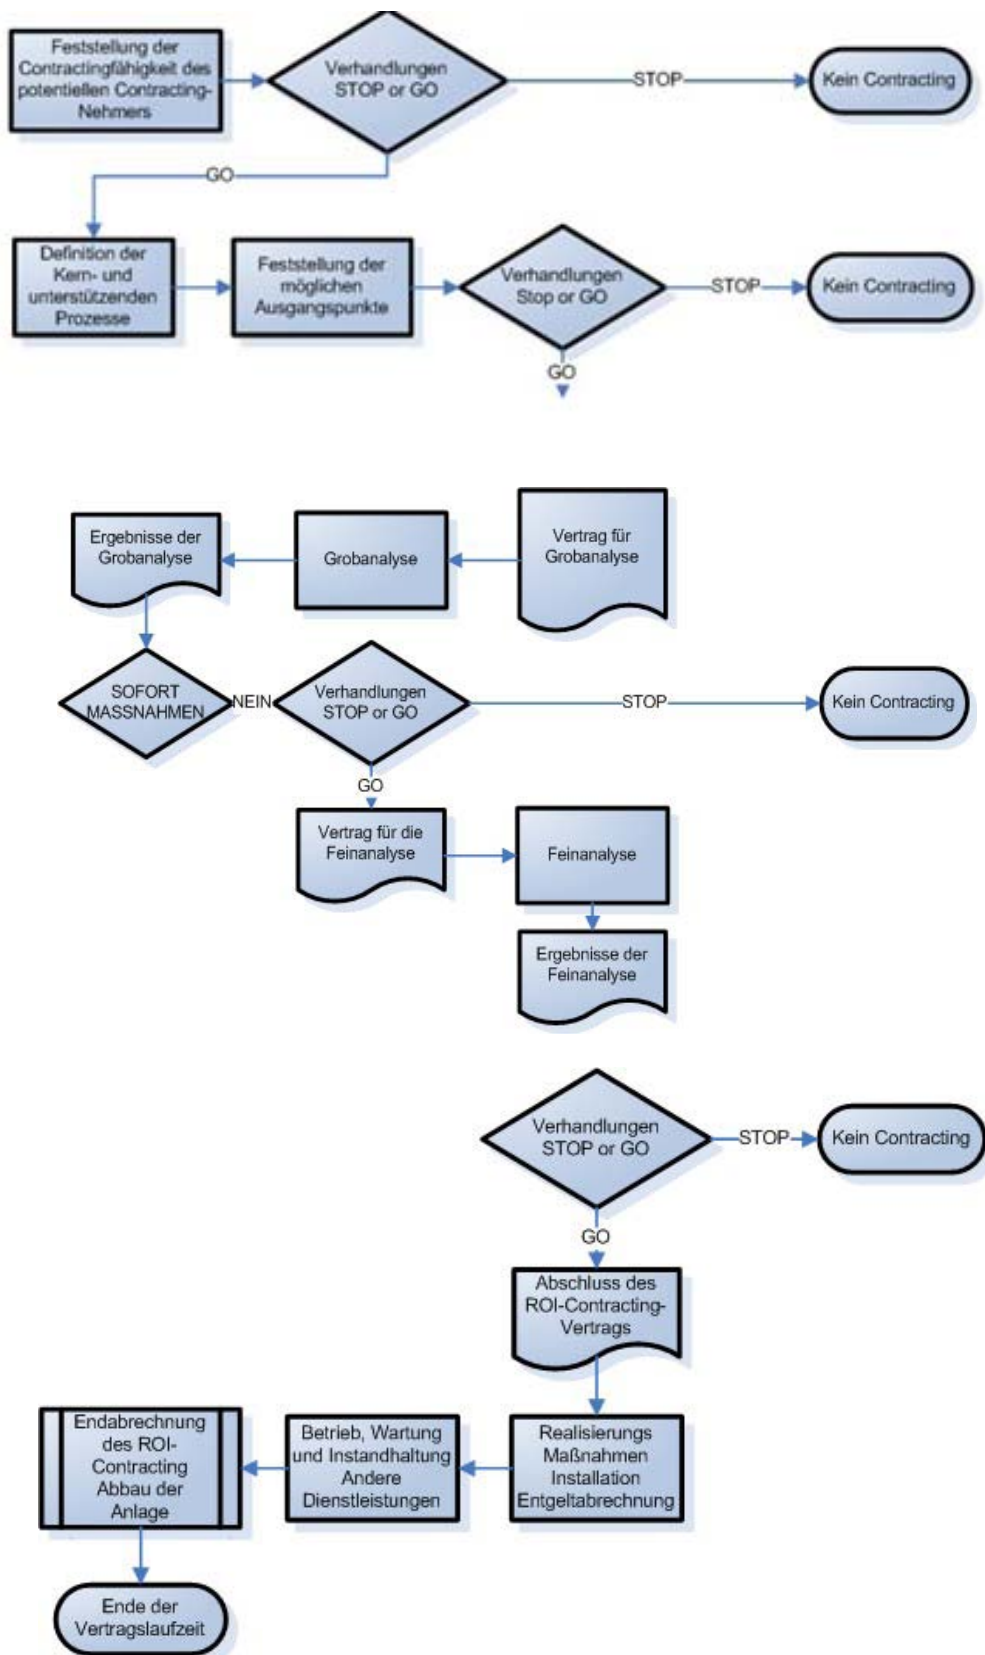 Feststellung der
Contractingfähigkeit des
potentiellen Contracting-
Nehmers
Verhandlungen
STOP or GO
STOP
Kein Contracting
GO
Definition der
Kern- und
unterstützenden
Prozesse
Feststellung der
möglichen
Ausgangspunkte
Verhandlungen
Stop or GO
STOP
Kein Contracting
GO
Ergebnisse der
Grobanalyse
Grobanalyse
Vertrag für
Grobanalyse
SOFORT
MASSNAHMEN
NEIN
Verhandlungen
STOP or GO
STOP
Kein Contracting
GO
Vertrag für die
Feinanalyse
Feinanalyse
Ergebnisse der
Feinanalyse
Verhandlungen
STOP or GO
STOP
Kein Contracting
GO
Abschluss des
ROI-Contracting-
Vertrags
Endabrechnung
des ROI-
Contracting
Abbau der
Anlage
Betrieb, Wartung
und Instandhaltung
Andere
Dienstleistungen
Realisierungs
Maßnahmen
Installation
Entgeltabrechnung
Ende der
Vertragslaufzeit